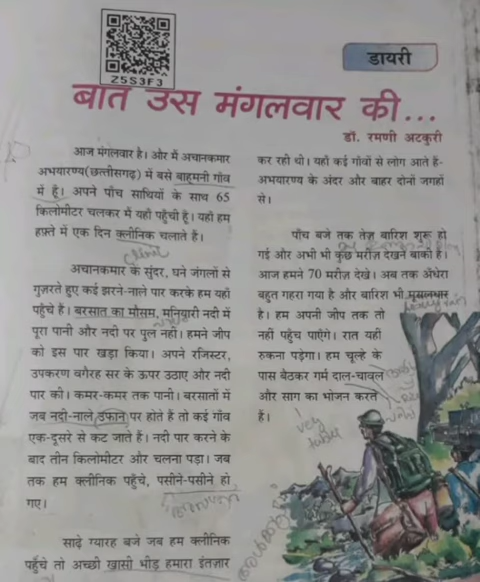 Z5S3F3
डायरी
बात उस मंगलवार की...
डॉ. रमणी अटकुरी
आज मंगलवार है। और मैं अचानकमार
अभयारण्य(छत्तीसगढ़) में बसे बाहमनी गाँव
में हूँ। अपने पाँच साथियों के साथ 65
किलोमीटर चलकर मैं यहाँ पहुँची हूँ। यहाँ हम
हफ़्ते में एक दिन क्लीनिक चलाते हैं।
अचानकमार के सुंदर, घने जंगलों से
गुज़रते हुए कई झरने-नाले पार करके हम यहाँ
पहुँचे हैं। बरसात का मौसम, मनियारी नदी में
पूरा पानी और नदी पर पुल नहीं। हमने जीप
को इस पार खड़ा किया। अपने रजिस्टर,
उपकरण वगैरह सर के ऊपर उठाए और नदी
पार की। कमर-कमर तक पानी। बरसातों में
जब नदी-नाले उफान पर होते हैं तो कई गाँव
एक-दूसरे से कट जाते हैं। नदी पार करने के
बाद तीन किलोमीटर और चलना पड़ा। जब
तक हम क्लीनिक पहुँचे, पसीने-पसीने हो
गए।
साढ़े ग्यारह बजे जब हम क्लीनिक
पहुँचे तो अच्छी खासी भीड़ हमारा इंतज़ार
कर रही थी। यहाँ कई गाँवों से लोग आते हैं-
अभयारण्य के अंदर और बाहर दोनों जगहों
से।
पाँच बजे तक तेज़ बारिश शुरू हो
गई और अभी भी कुछ मरीज़ देखने बाकी हैं।
आज हमने 70 मरीज़ देखे। अब तक अँधेरा
बहुत गहरा गया है और बारिश भी मूसलाधार
है। हम अपनी जीप तक तो
नहीं पहुँच पाएँगे। रात यहीं
रुकना पड़ेगा। हम चूल्हे के
पास बैठकर गर्म दाल-चावल
और साग का भोजन करते
हैं।
clinic
heavy rain
very